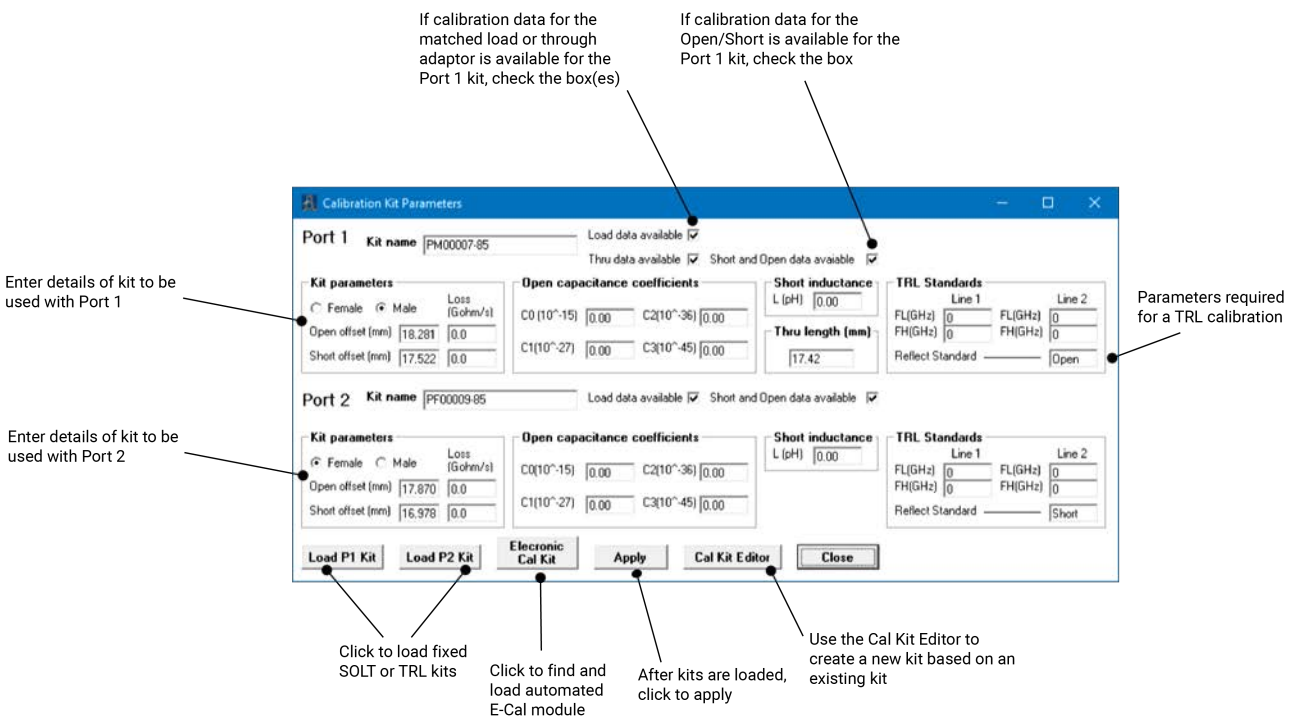 If calibration data for the
matched load or through
adaptor is available for the
Port 1 kit, check the box(es)
If calibration data for the
Open/Short is available for the
Port 1 kit, check the box
Calibration Kit Parameters
Port 1 Kit name PM00007-85 Load data available
Thru data available Short and Open data avaiable
Enter details of kit to be
used with Port 1
Kit parameters
Female Male Loss
(Gohm/s)
Open offset (mm) 18.281 0.0
Short offset (mm) 17.522 0.0
Open capacitance coefficients
C0 (10^-15) 0.00 C2(10^-36) 0.00
C1(10^-27) 0.00 C3(10^-45) 0.00
Short inductance
L (pH) 0.00
Thru length (mm)
17.42
TRL Standards
Line 1 Line 2
FL(GHz) 0 FL(GHz) 0
FH(GHz) 0 FH(GHz) 0
Reflect Standard Open
Parameters required
for a TRL calibration
Port 2 Kit name PF00009-85 Load data available Short and Open data available
Enter details of kit to be
used with Port 2
Kit parameters
Female Male Loss
(Gohm/s)
Open offset (mm) 17.870 0.0
Short offset (mm) 16.978 0.0
Open capacitance coefficients
C0(10^-15) 0.00 C2(10^-36) 0.00
C1(10^-27) 0.00 C3(10^-45) 0.00
Short inductance
L (pH) 0.00
TRL Standards
Line 1 Line 2
FL(GHz) 0 FL(GHz) 0
FH(GHz) 0 FH(GHz) 0
Reflect Standard Short
Load P1 Kit
Load P2 Kit
Elecronic
Cal Kit
Apply
Cal Kit Editor
Close
Click to load fixed
SOLT or TRL kits
Click to find and
load automated
E-Cal module
After kits are loaded,
click to apply
Use the Cal Kit Editor to
create a new kit based on an
existing kit